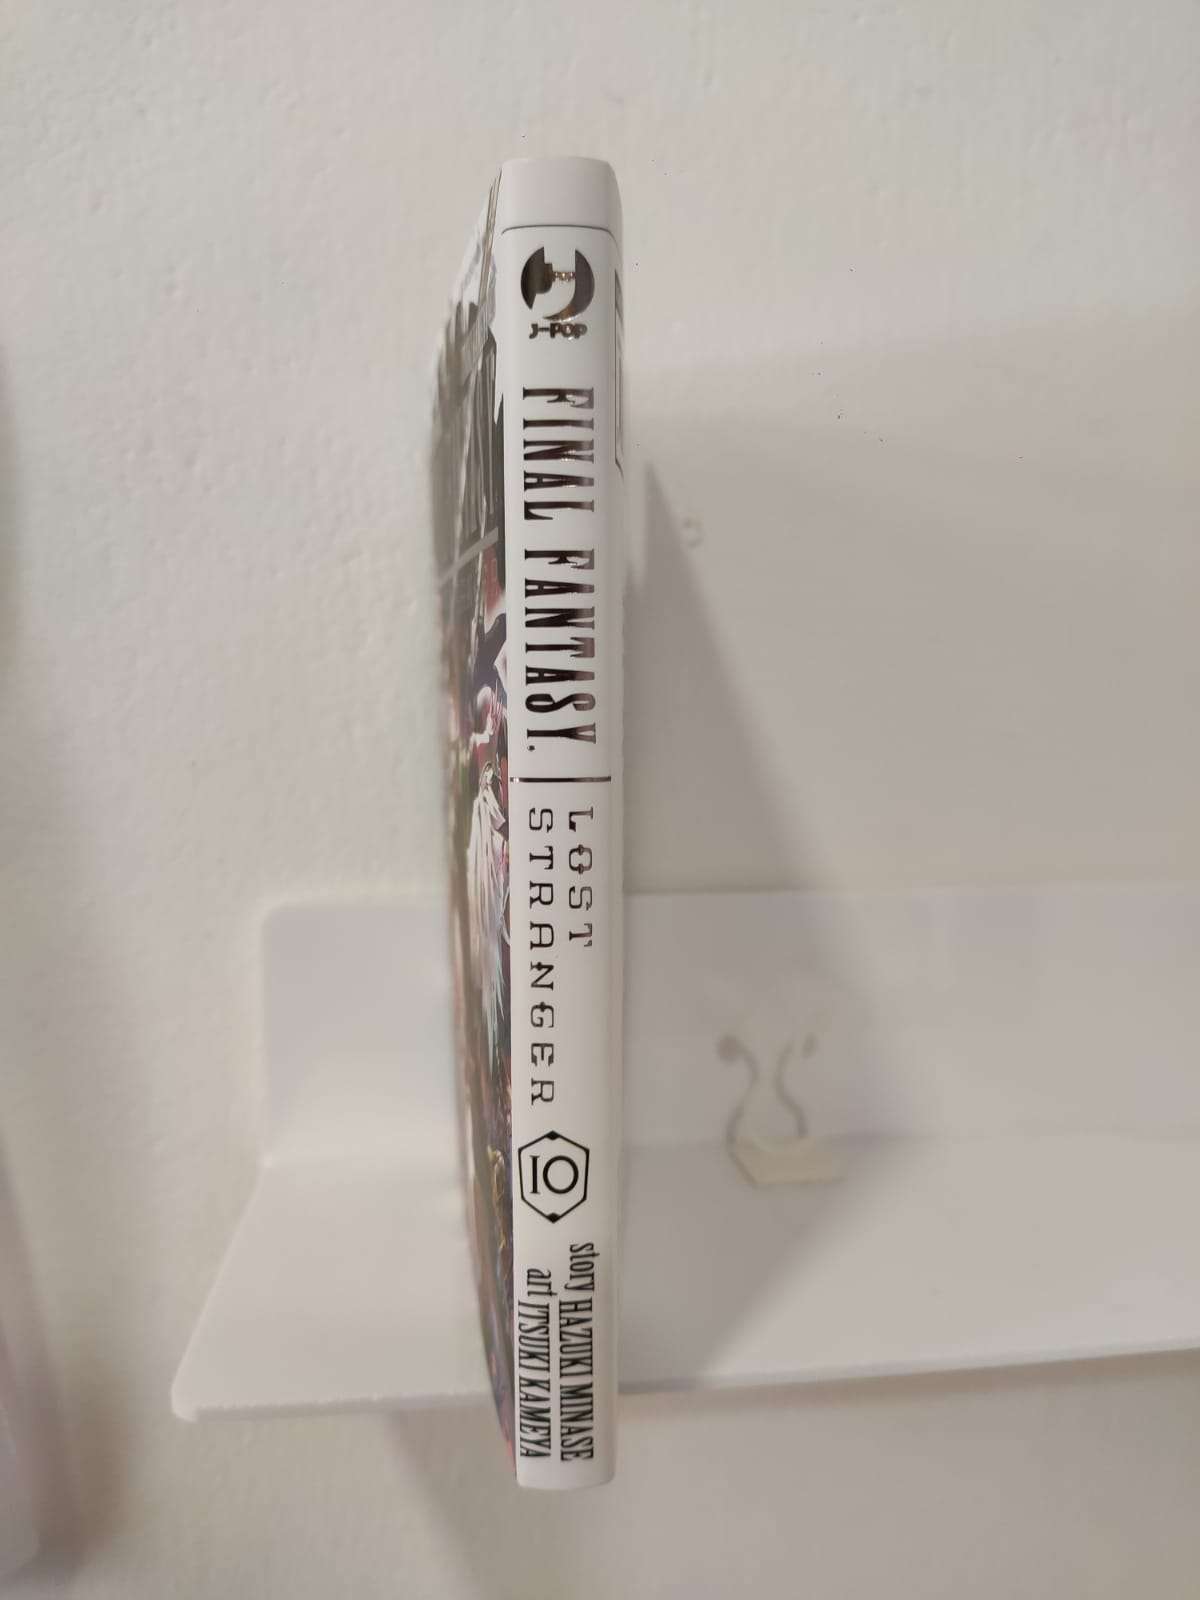 J-POP
FINAL FANTASY.
LOST
STRANGER
10
story HAZUKI MINASE
art ITSUKI KAMEYA